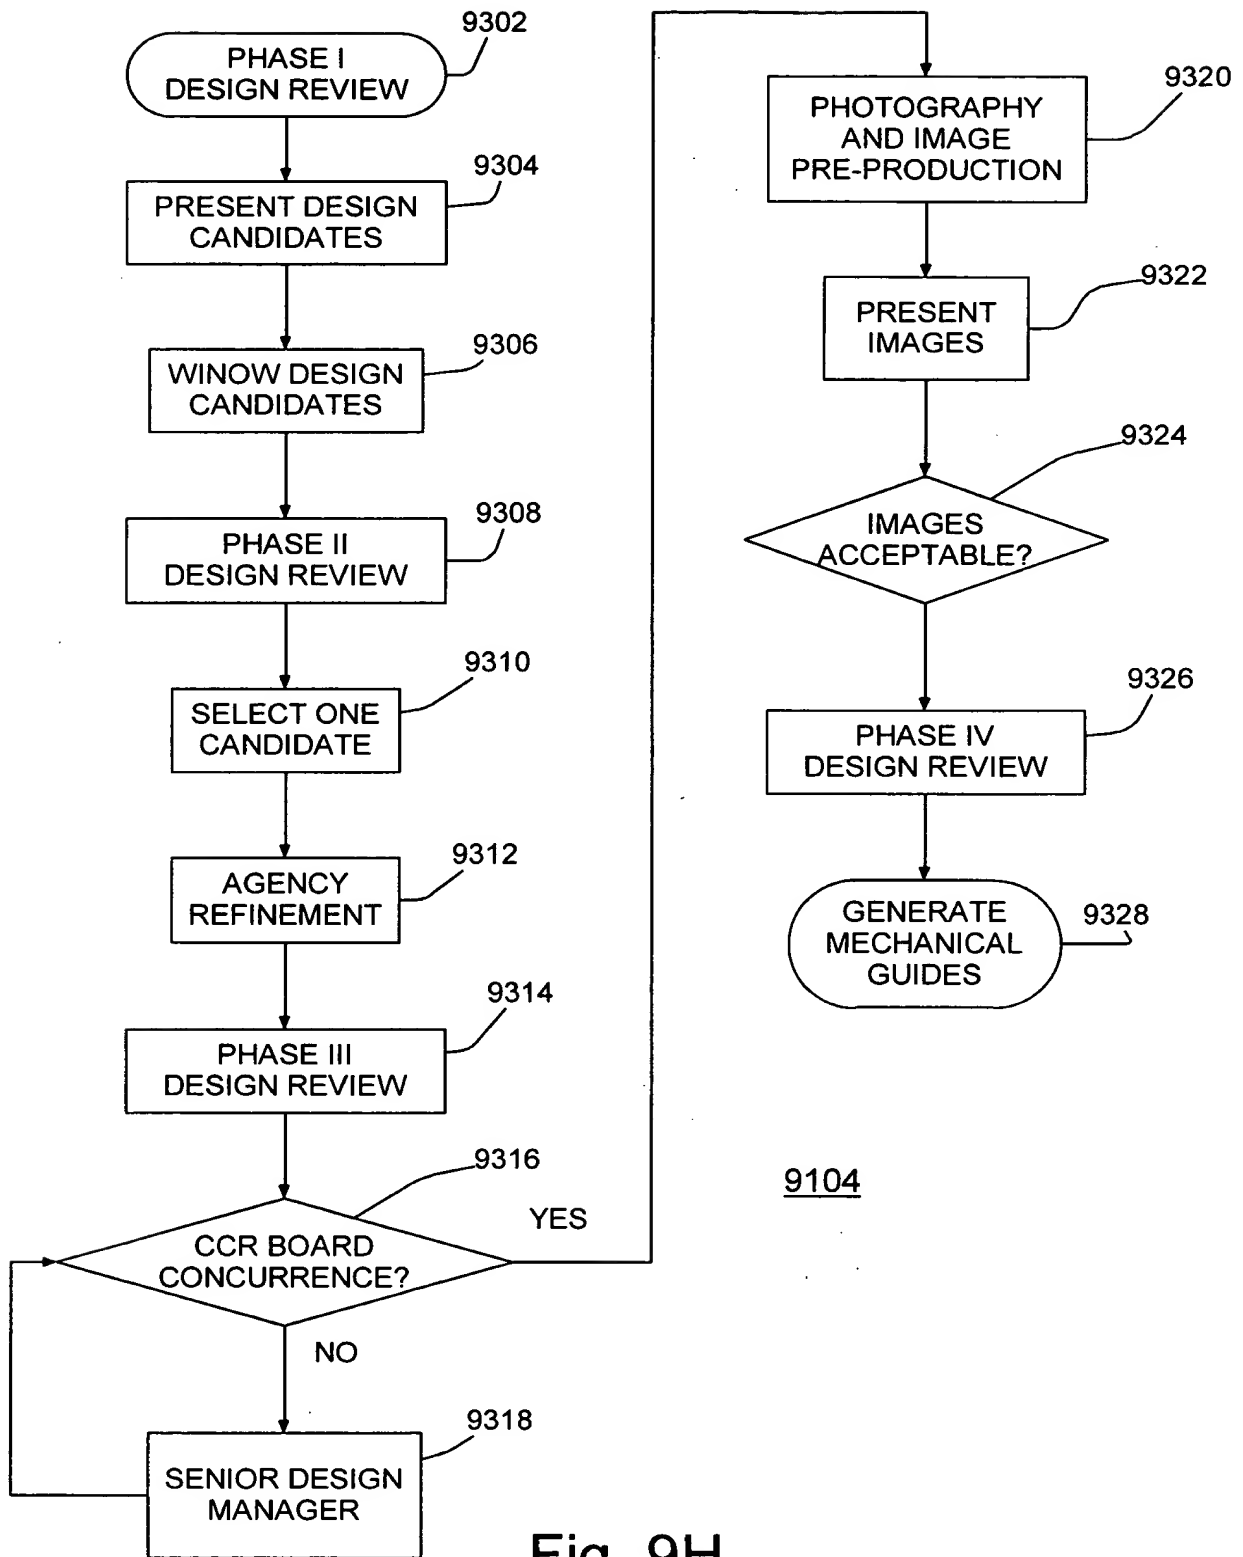 9302
PHASE I
DESIGN REVIEW
9304
PRESENT DESIGN
CANDIDATES
9306
WINOW DESIGN
CANDIDATES
9308
PHASE II
DESIGN REVIEW
9310
SELECT ONE
CANDIDATE
9312
AGENCY
REFINEMENT
9314
PHASE III
DESIGN REVIEW
9316
YES
CCR BOARD
CONCURRENCE?
NO
9318
SENIOR DESIGN
MANAGER
9320
PHOTOGRAPHY
AND IMAGE
PRE-PRODUCTION
9322
PRESENT
IMAGES
9324
IMAGES
ACCEPTABLE?
9326
PHASE IV
DESIGN REVIEW
9328
GENERATE
MECHANICAL
GUIDES
9104
Fig. 9H